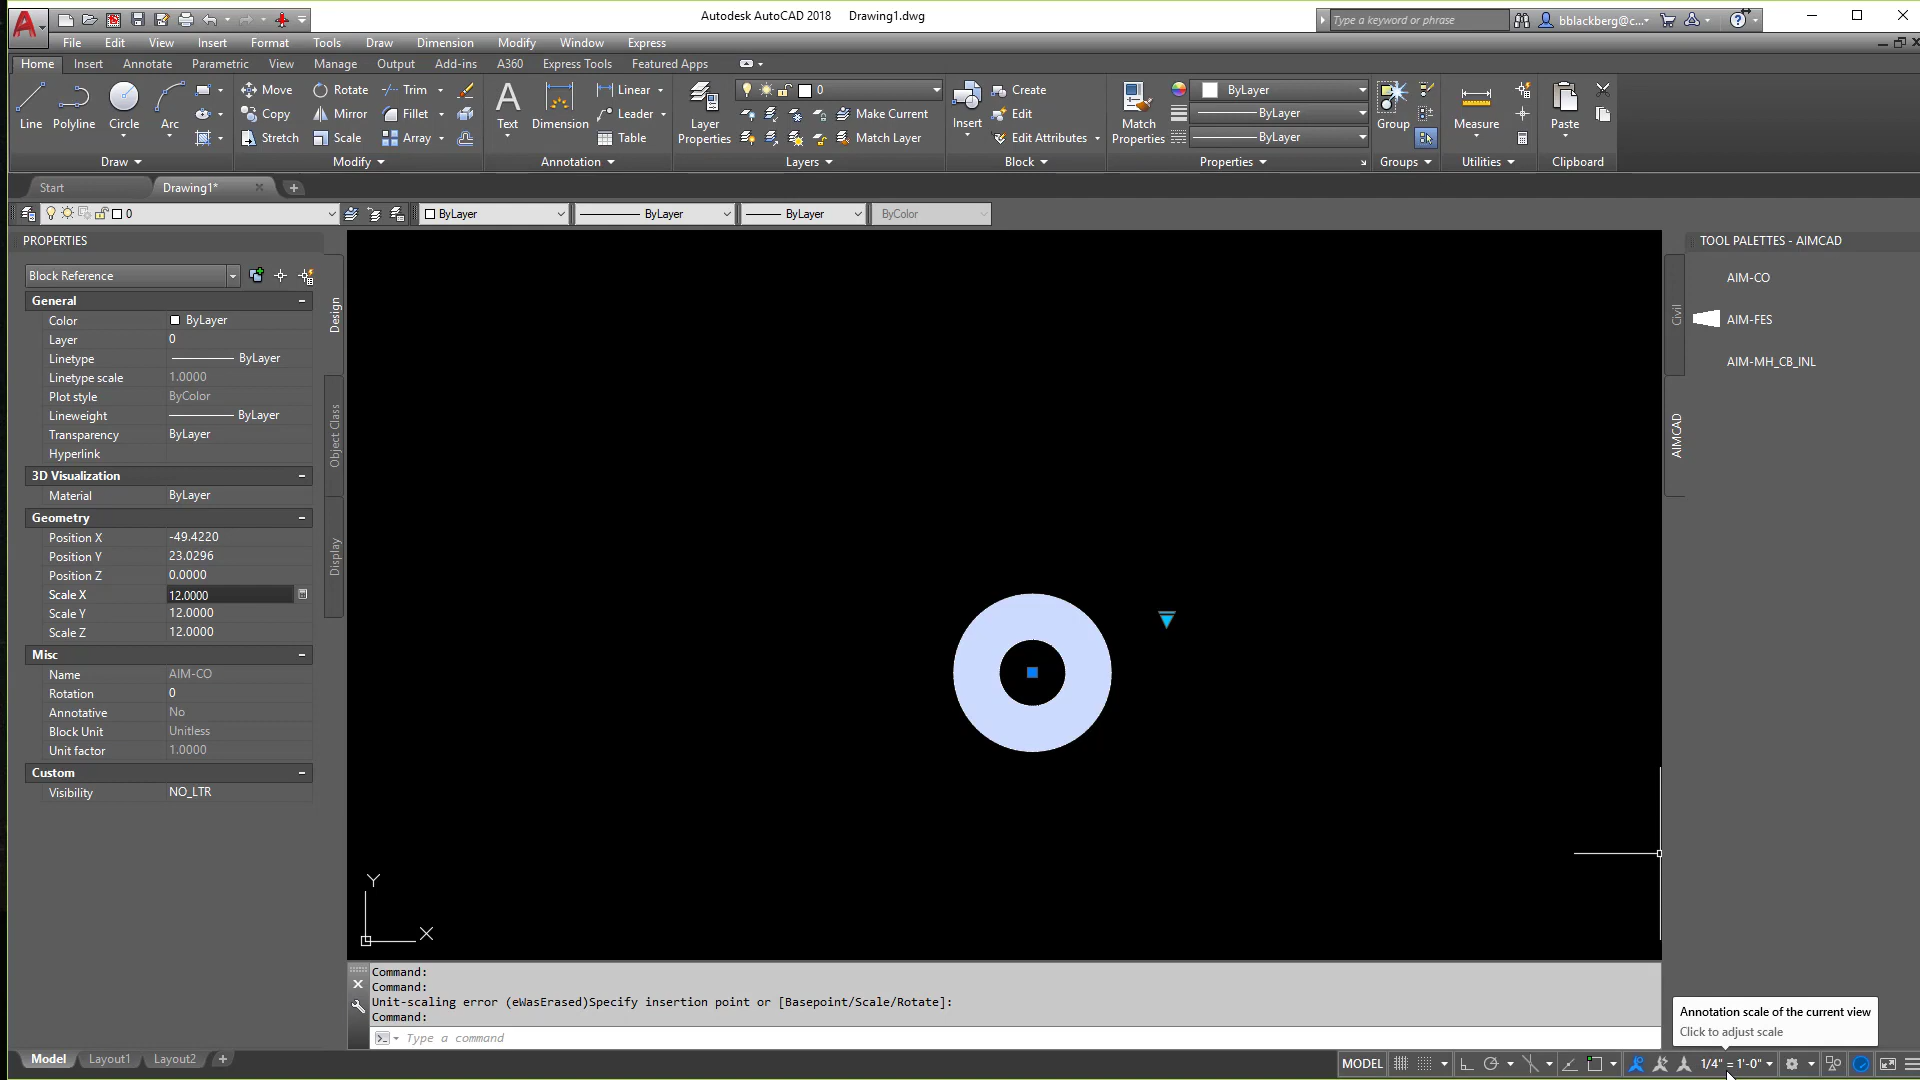 Autodesk AutoCAD 2018 Drawing1.dwg
Type a keyword or phrase
bblackberg@c...
File Edit View Insert Format Tools Draw Dimension Modify Window Express
Home Insert Annotate Parametric View Manage Output Add-ins A360 Express Tools Featured Apps
Line Polyline Circle Arc
Move Rotate Trim
Copy Mirror Fillet
Stretch Scale Array
Text Dimension
Linear
Leader
Table
Layer Properties
0
Make Current
Match Layer
Insert
Create
Edit
Edit Attributes
Match Properties
ByLayer
ByLayer
ByLayer
Group
Measure
Paste
Draw Modify Annotation Layers Block Properties Groups Utilities Clipboard
Start Drawing1*
0 ByLayer ByLayer ByLayer ByColor
PROPERTIES
Block Reference
General
Color ByLayer
Layer 0
Linetype ByLayer
Linetype scale 1.0000
Plot style ByColor
Lineweight ByLayer
Transparency ByLayer
Hyperlink
3D Visualization
Material ByLayer
Geometry
Position X -49.4220
Position Y 23.0296
Position Z 0.0000
Scale X 12.0000
Scale Y 12.0000
Scale Z 12.0000
Misc
Name AIM-CO
Rotation 0
Annotative No
Block Unit Unitless
Unit factor 1.0000
Custom
Visibility NO_LTR
Design
Object Class
Display
Y
X
TOOL PALETTES - AIMCAD
AIM-CO
AIM-FES
AIM-MH_CB_INL
Civil
AIMCAD
Command:
Command:
Unit-scaling error (eWasErased)Specify insertion point or [Basepoint/Scale/Rotate]:
Command:
Type a command
Annotation scale of the current view
Click to adjust scale
Model Layout1 Layout2
MODEL
1/4" = 1'-0"